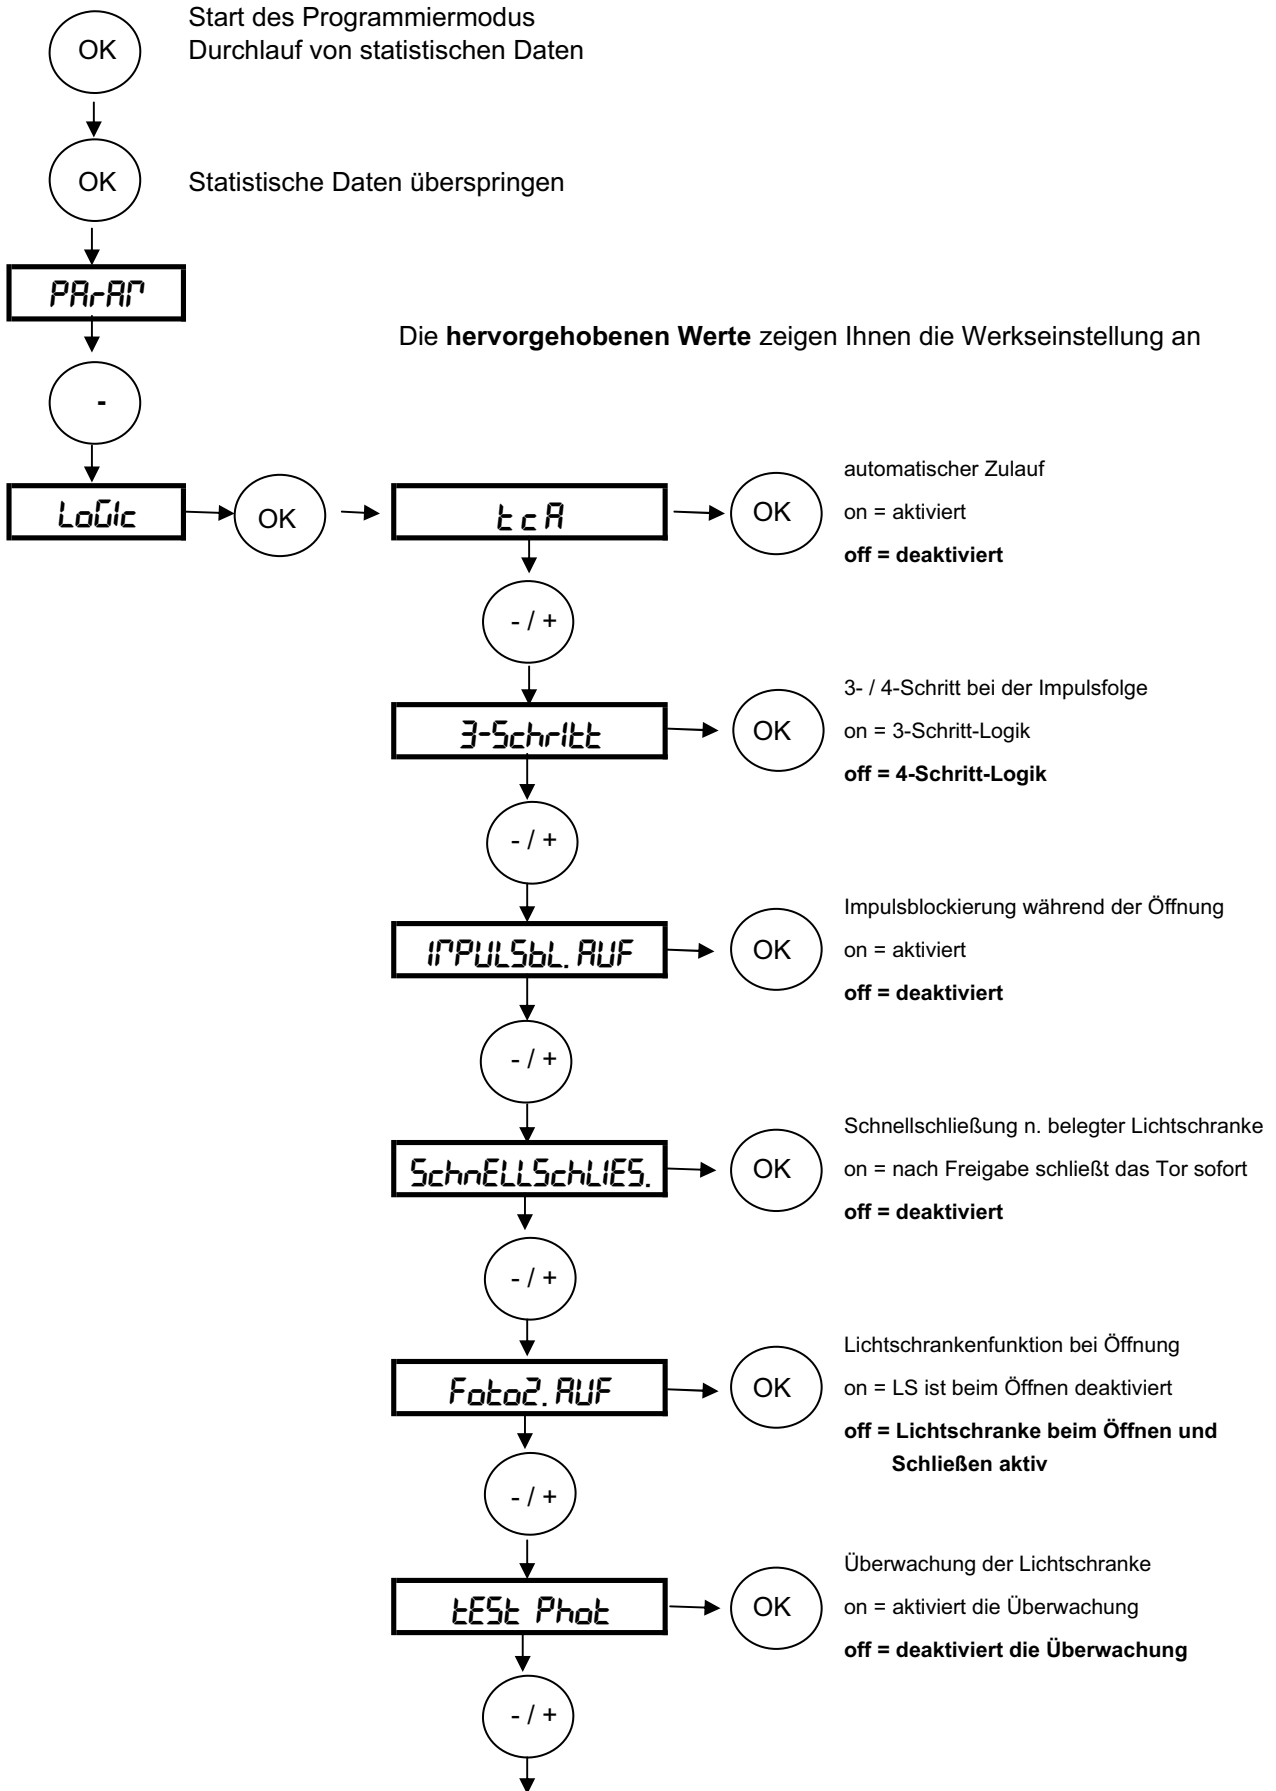 OK
Start des Programmiermodus
Durchlauf von statistischen Daten
OK
Statistische Daten überspringen
PArAM
Die hervorgehobenen Werte zeigen Ihnen die Werkseinstellung an
-
LoGIc
OK
tcA
OK
automatischer Zulauf
on = aktiviert
off = deaktiviert
- / +
3-SchrItt
OK
3- / 4-Schritt bei der Impulsfolge
on = 3-Schritt-Logik
off = 4-Schritt-Logik
- / +
IMPULSbL. AUF
OK
Impulsblockierung während der Öffnung
on = aktiviert
off = deaktiviert
- / +
SchnELLSchLIES.
OK
Schnellschließung n. belegter Lichtschranke
on = nach Freigabe schließt das Tor sofort
off = deaktiviert
- / +
Foto2. AUF
OK
Lichtschrankenfunktion bei Öffnung
on = LS ist beim Öffnen deaktiviert
off = Lichtschranke beim Öffnen und
Schließen aktiv
- / +
tESt Phot
OK
Überwachung der Lichtschranke
on = aktiviert die Überwachung
off = deaktiviert die Überwachung
- / +